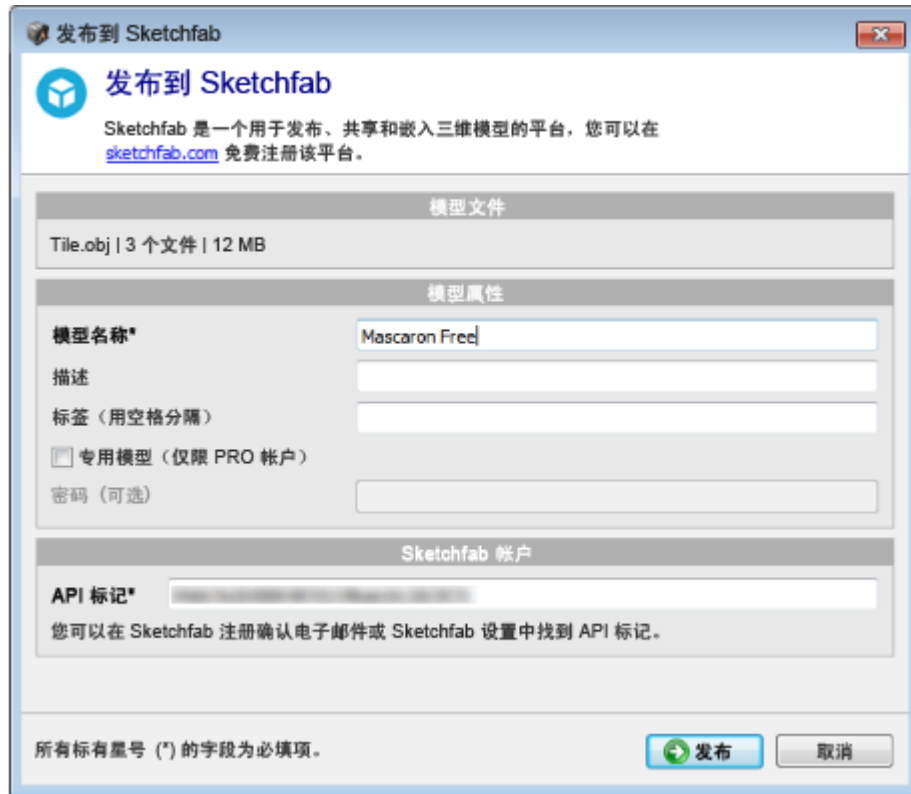 发布到 Sketchfab
发布到 Sketchfab
Sketchfab 是一个用于发布、共享和嵌入三维模型的平台，您可以在
sketchfab.com 免费注册该平台。
模型文件
Tile.obj | 3 个文件 | 12 MB
模型属性
模型名称* Mascaron Free
描述
标签（用空格分隔）
专用模型（仅限 PRO 帐户）
密码（可选）
Sketchfab 帐户
API 标记*
您可以在 Sketchfab 注册确认电子邮件或 Sketchfab 设置中找到 API 标记。
所有标有星号 (*) 的字段为必填项。 发布 取消